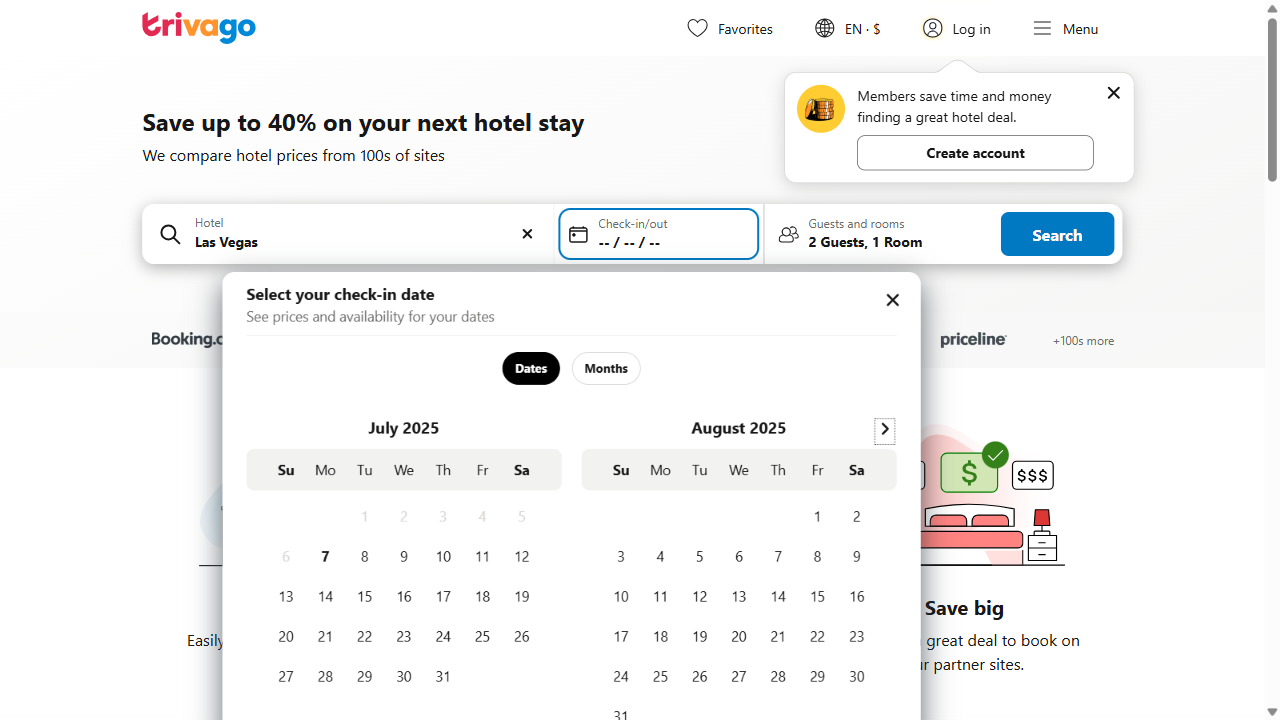 trivago
Favorites
EN · $
Log in
Menu
Members save time and money
finding a great hotel deal.
Create account
Save up to 40% on your next hotel stay
We compare hotel prices from 100s of sites
Hotel
Las Vegas
Check-in/out
-- / -- / --
Guests and rooms
2 Guests, 1 Room
Search
Select your check-in date
See prices and availability for your dates
Booking.c
priceline
+100s more
Dates
Months
July 2025
August 2025
Su Mo Tu We Th Fr Sa
Su Mo Tu We Th Fr Sa
1 2 3 4 5
1 2
6 7 8 9 10 11 12
3 4 5 6 7 8 9
13 14 15 16 17 18 19
10 11 12 13 14 15 16
20 21 22 23 24 25 26
17 18 19 20 21 22 23
27 28 29 30 31
24 25 26 27 28 29 30
31
$
$$$
Save big
Easily
great deal to book on
partner sites.